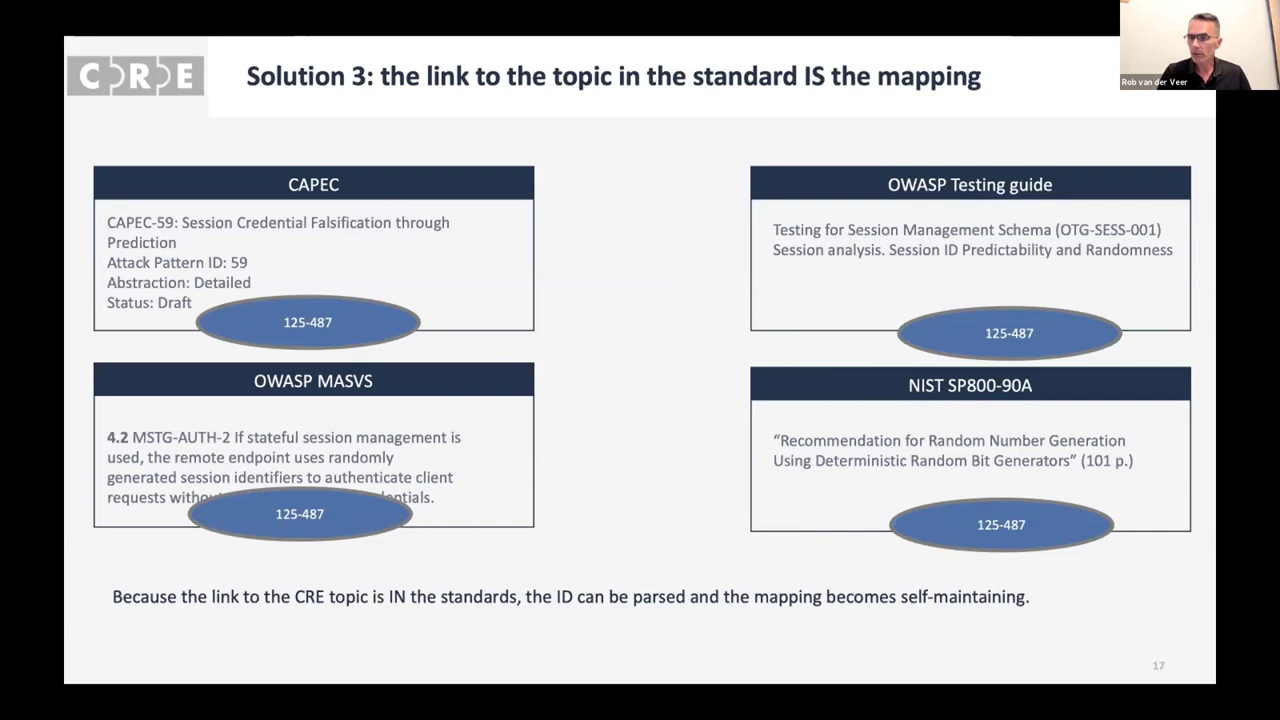 CRE
Solution 3: the link to the topic in the standard IS the mapping
Rob van der Veer
CAPEC
CAPEC-59: Session Credential Falsification through
Prediction
Attack Pattern ID: 59
Abstraction: Detailed
Status: Draft
125-487
OWASP Testing guide
Testing for Session Management Schema (OTG-SESS-001)
Session analysis. Session ID Predictability and Randomness
125-487
OWASP MASVS
4.2 MSTG-AUTH-2 If stateful session management is
used, the remote endpoint uses randomly
generated session identifiers to authenticate client
requests
125-487
NIST SP800-90A
“Recommendation for Random Number Generation
Using Deterministic Random Bit Generators” (101 p.)
125-487
Because the link to the CRE topic is IN the standards, the ID can be parsed and the mapping becomes self-maintaining.
17